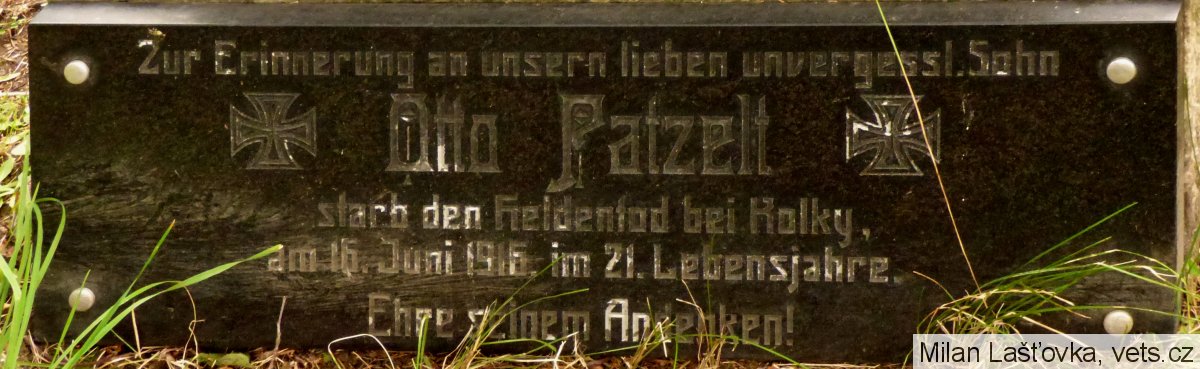 Zur Erinnerung an unsern lieben unvergessl. Sohn
Otto Patzelt
starb den Heldentod bei Kolky,
am 16. Juni 1916. im 21. Lebensjahre.
Ehre seinem Andenken!
Milan Lašťovka, vets.cz